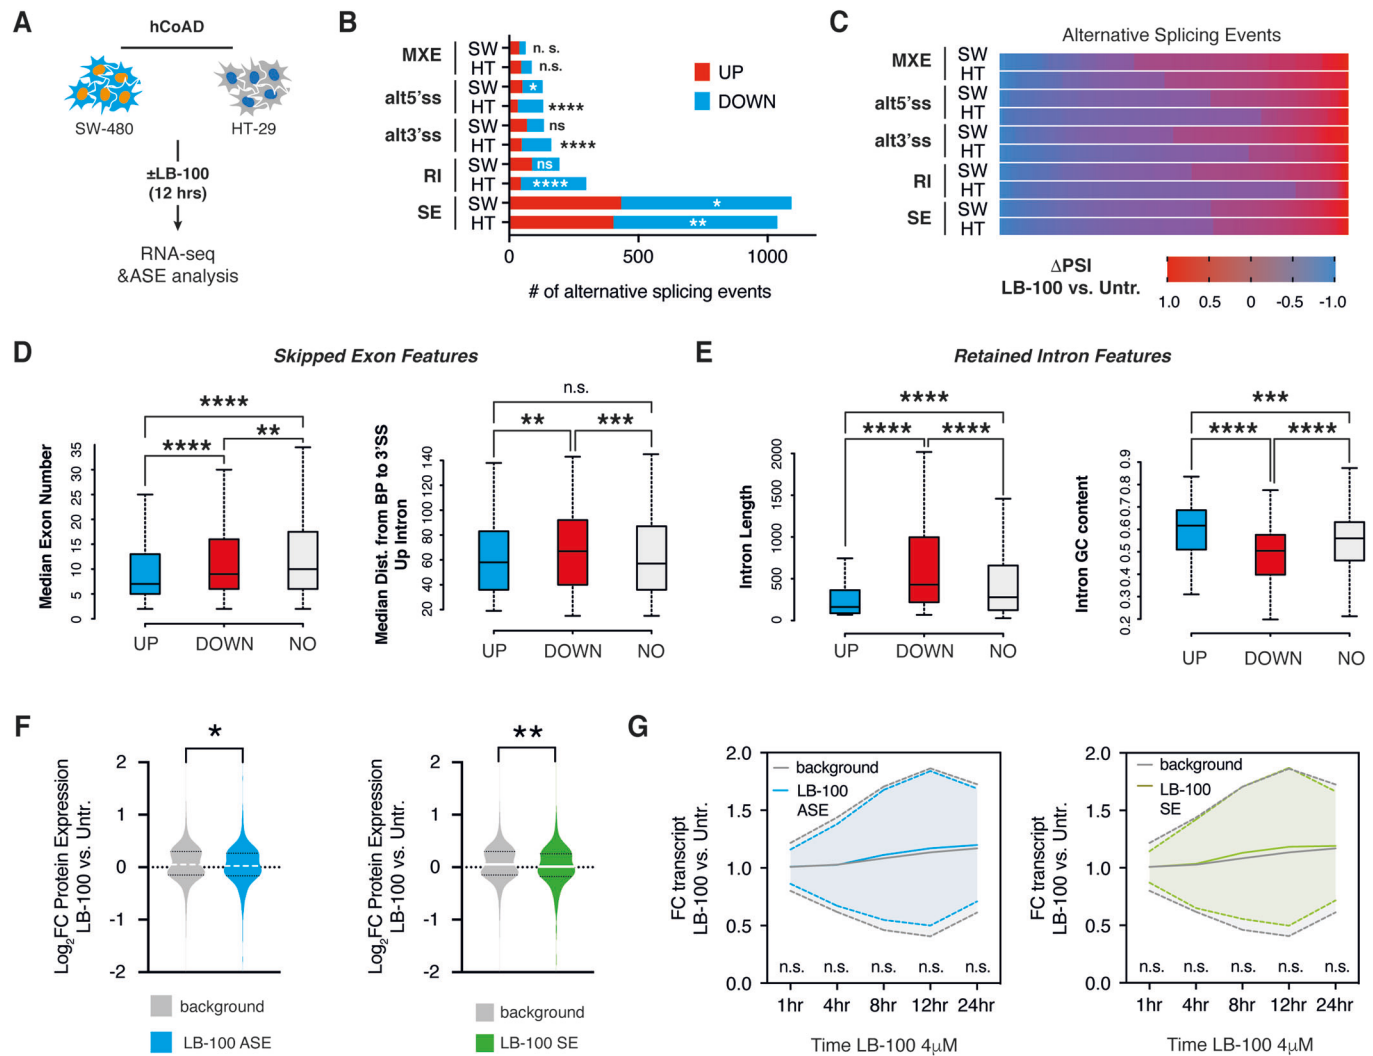 A
hCoAD
SW-480
HT-29
±LB-100
(12 hrs)
RNA-seq
&ASE analysis
B
MXE
SW
n. s.
HT
n.s.
alt5’ss
SW
*
HT
****
alt3’ss
SW
ns
HT
****
RI
SW
ns
HT
****
SE
SW
*
HT
**
UP
DOWN
0
500
1000
# of alternative splicing events
C
Alternative Splicing Events
MXE
SW
HT
alt5’ss
SW
HT
alt3’ss
SW
HT
RI
SW
HT
SE
SW
HT
ΔPSI
LB-100 vs. Untr.
1.0 0.5 0 -0.5 -1.0
D
Skipped Exon Features
Median Exon Number
0 5 10 15 20 25 30 35
****
****
**
UP DOWN NO
Median Dist. from BP to 3’SS
Up Intron
20 40 60 80 100 120 140
n.s.
**
***
UP DOWN NO
E
Retained Intron Features
Intron Length
0 500 1000 1500 2000
****
****
****
UP DOWN NO
Intron GC content
0.2 0.3 0.4 0.5 0.6 0.7 0.8 0.9
***
****
****
UP DOWN NO
F
Log2FC Protein Expression
LB-100 vs. Untr.
2
1
0
-1
-2
*
background
LB-100 ASE
Log2FC Protein Expression
LB-100 vs. Untr.
2
1
0
-1
-2
**
background
LB-100 SE
G
FC transcript
LB-100 vs. Untr.
2.0
1.5
1.0
0.5
0.0
background
LB-100
ASE
n.s. n.s. n.s. n.s. n.s.
1hr 4hr 8hr 12hr 24hr
Time LB-100 4μM
FC transcript
LB-100 vs. Untr.
2.0
1.5
1.0
0.5
0.0
background
LB-100
SE
n.s. n.s. n.s. n.s. n.s.
1hr 4hr 8hr 12hr 24hr
Time LB-100 4μM